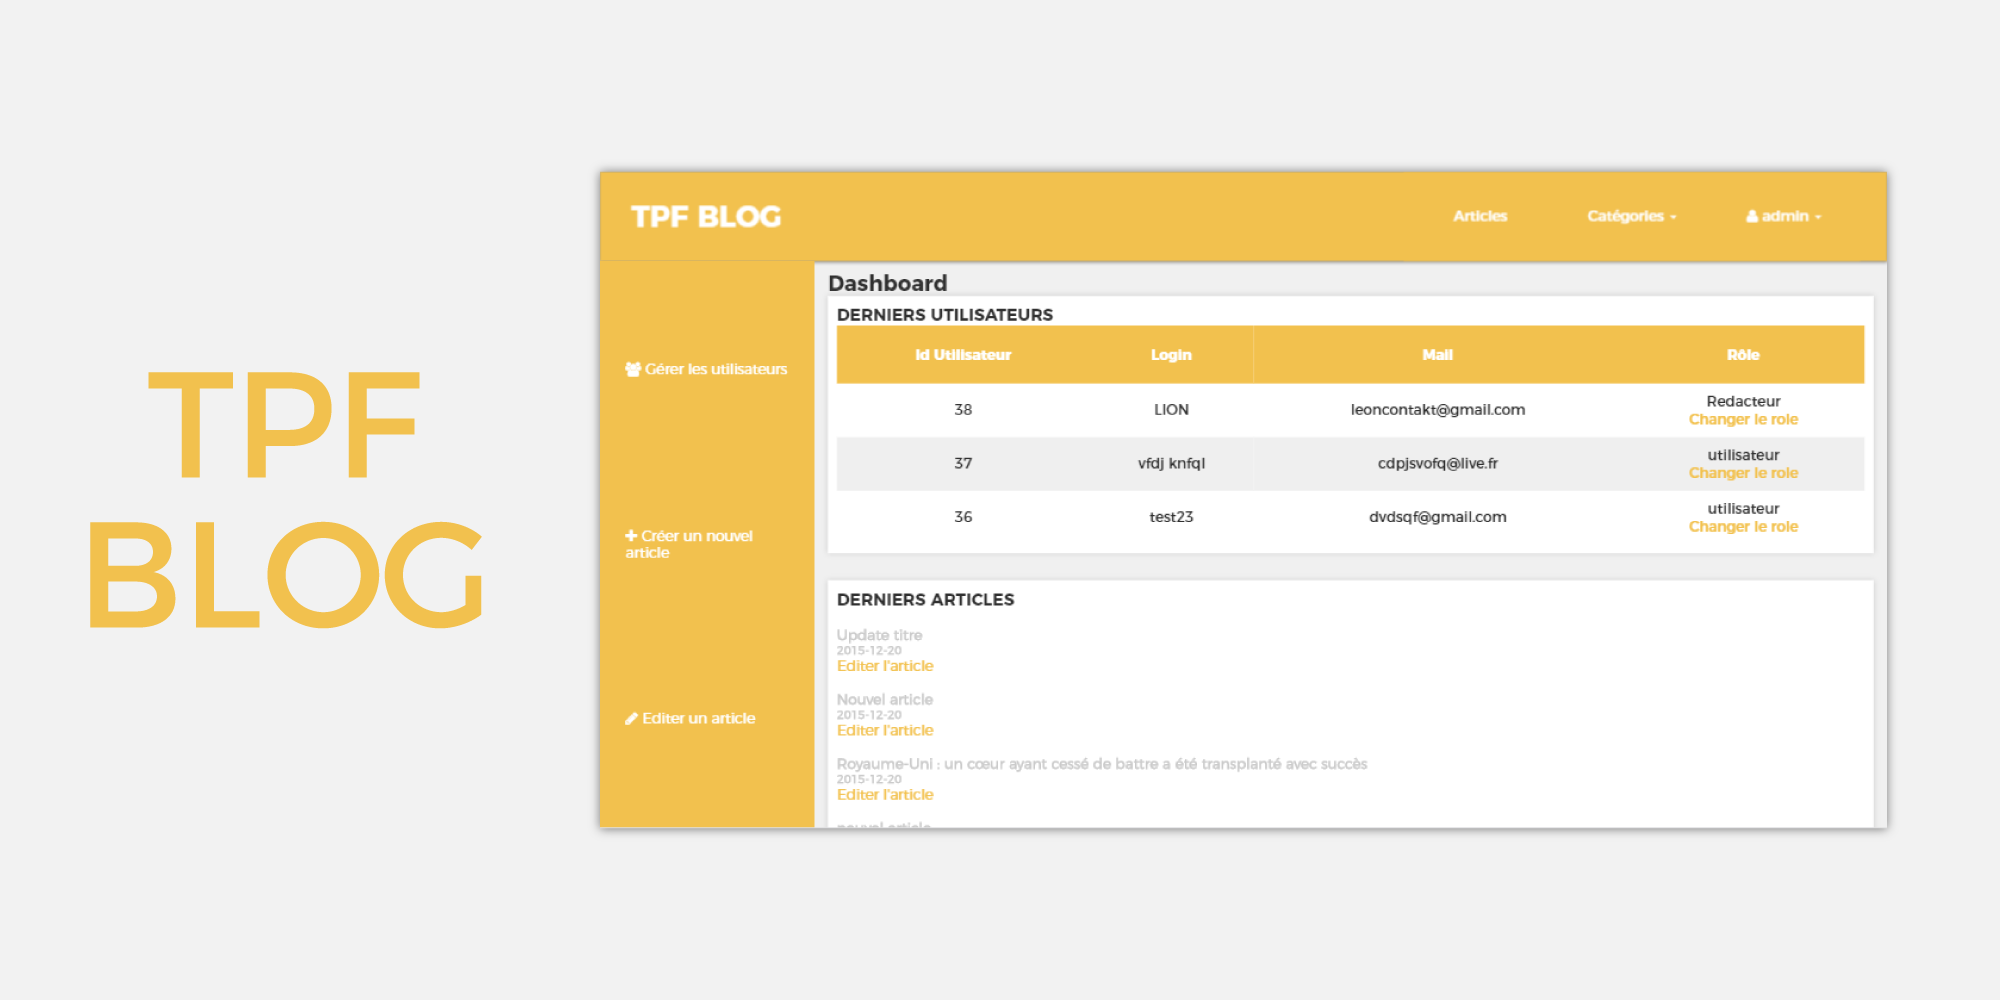 TPF
BLOG
TPF BLOG
Articles
Catégories
admin
Gérer les utilisateurs
Créer un nouvel
article
Editer un article
Dashboard
DERNIERS UTILISATEURS
Id Utilisateur Login Mail Rôle
38 LION leoncontakt@gmail.com Redacteur
Changer le role
37 vfdj knfql cdpjsvofq@live.fr utilisateur
Changer le role
36 test23 dvdsqf@gmail.com utilisateur
Changer le role
DERNIERS ARTICLES
Update titre
2015-12-20
Editer l'article
Nouvel article
2015-12-20
Editer l'article
Royaume-Uni : un cœur ayant cessé de battre a été transplanté avec succès
2015-12-20
Editer l'article
nouvel article